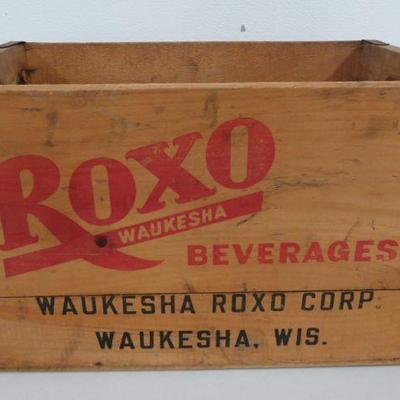 ROXO
WAUKESHA
BEVERAGES
WAUKESHA ROXO CORP.
WAUKESHA, WIS.